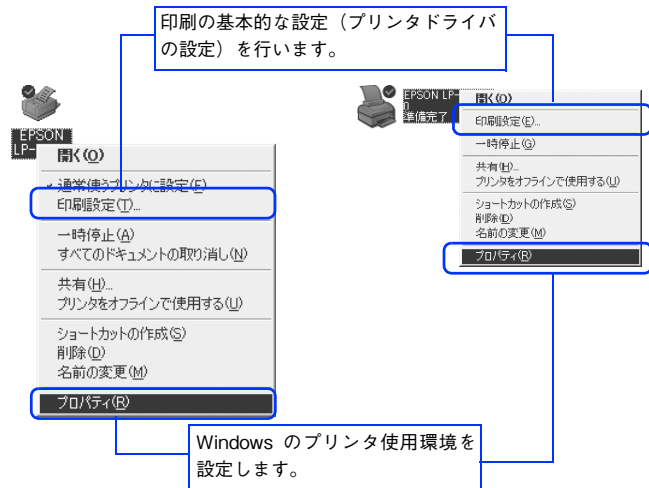 印刷の基本的な設定（プリンタドライバ
の設定）を行います。
EPSON
LP-
開く(O)
通常使うプリンタに設定(F)
印刷設定(T)...
一時停止(A)
すべてのドキュメントの取り消し(N)
共有(H)...
プリンタをオフラインで使用する(U)
ショートカットの作成(S)
削除(D)
名前の変更(M)
プロパティ(R)
EPSON LP-
準備完了
開く(O)
印刷設定(E)...
一時停止(G)
共有(H)...
プリンタをオフラインで使用する(U)
ショートカットの作成(S)
削除(D)
名前の変更(M)
プロパティ(R)
Windows のプリンタ使用環境を
設定します。